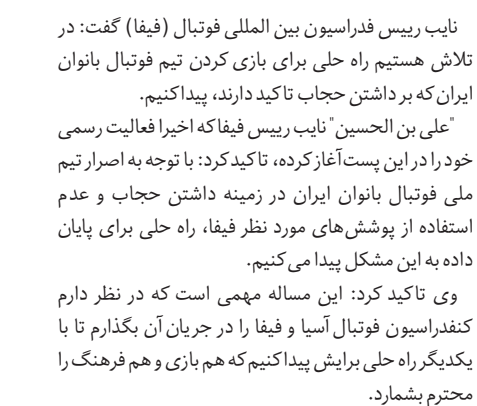 نایب رییس فدراسیون بین المللی فوتبال (فیفا) گفت: در
تلاش هستیم راه حلی برای بازی کردن تیم فوتبال بانوان
ایران که بر داشتن حجاب تاکید دارند، پیدا کنیم.
"علی بن الحسین" نایب رییس فیفا که اخیرا فعالیت رسمی
خود را در این پست آغاز کرده، تاکید کرد: با توجه به اصرار تیم
ملی فوتبال بانوان ایران در زمینه داشتن حجاب و عدم
استفاده از پوشش‌های مورد نظر فیفا، راه حلی برای پایان
داده به این مشکل پیدا می‌کنیم.
وی تاکید کرد: این مساله مهمی است که در نظر دارم
کنفدراسیون فوتبال آسیا و فیفا را در جریان آن بگذارم تا با
یکدیگر راه حلی برایش پیدا کنیم که هم بازی و هم فرهنگ را
محترم بشمارد.